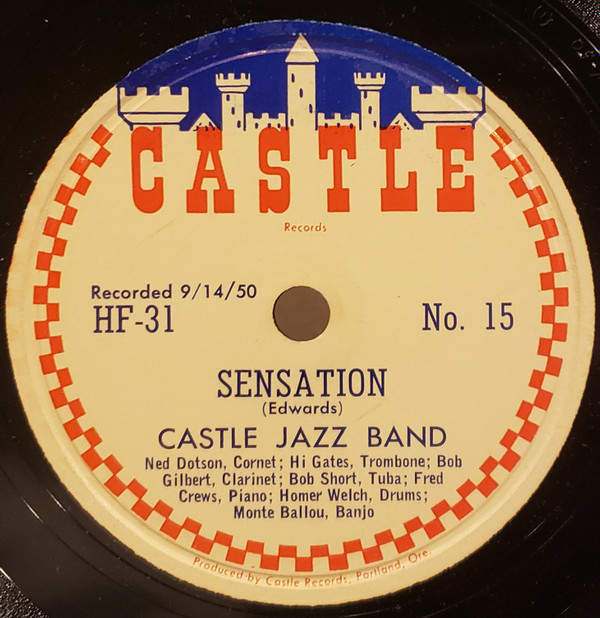 CASTLE
Records
Recorded 9/14/50
HF-31
No. 15
SENSATION
(Edwards)
CASTLE JAZZ BAND
Ned Dotson, Cornet; Hi Gates, Trombone; Bob
Gilbert, Clarinet; Bob Short, Tuba; Fred
Crews, Piano; Homer Welch, Drums;
Monte Ballou, Banjo
Produced by Castle Records, Portland, Ore.